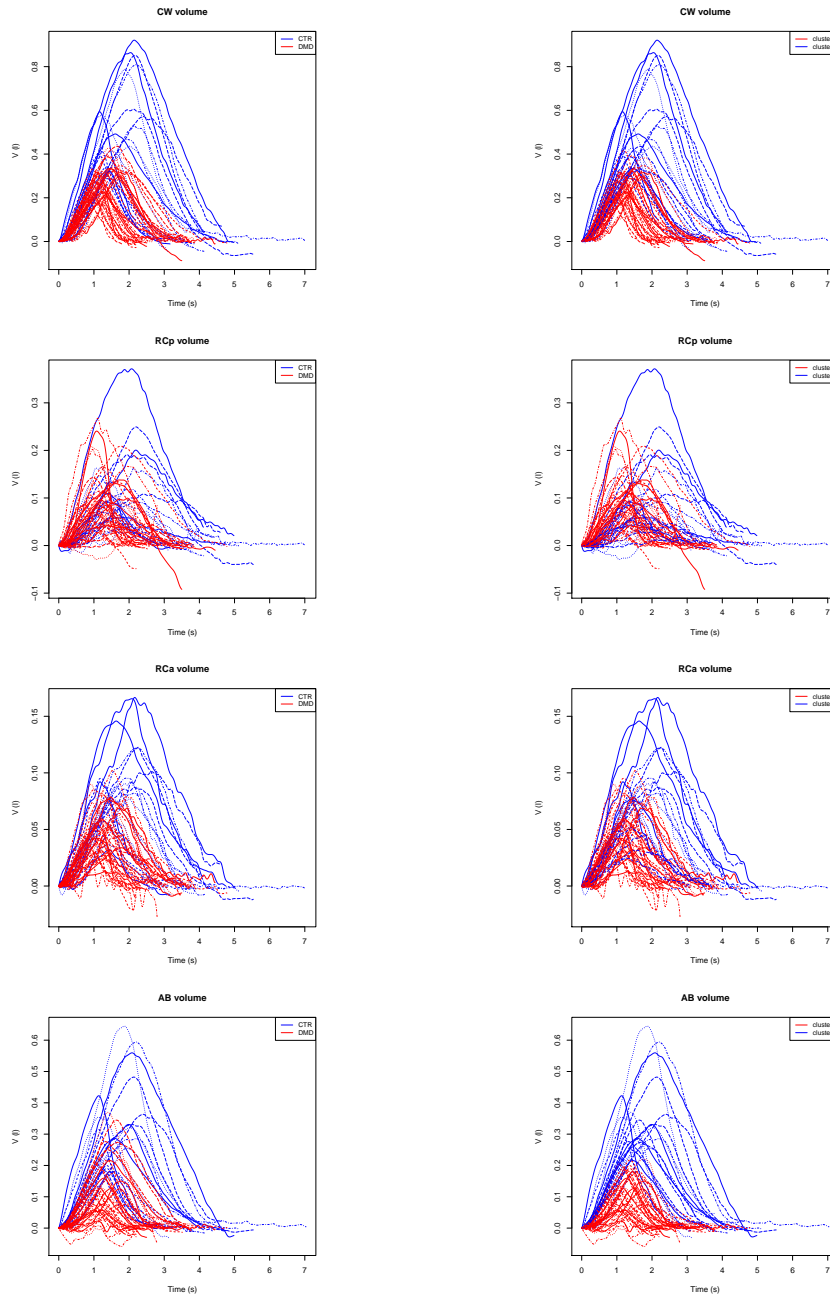 CW volume
CTR
DMD
V (l)
0.0 0.2 0.4 0.6 0.8
0 1 2 3 4 5 6 7
Time (s)
CW volume
cluste
cluste
V (l)
0.0 0.2 0.4 0.6 0.8
0 1 2 3 4 5 6 7
Time (s)
RCp volume
CTR
DMD
V (l)
−0.1 0.0 0.1 0.2 0.3
0 1 2 3 4 5 6 7
Time (s)
RCp volume
cluste
cluste
V (l)
−0.1 0.0 0.1 0.2 0.3
0 1 2 3 4 5 6 7
Time (s)
RCa volume
CTR
DMD
V (l)
0.00 0.05 0.10 0.15
0 1 2 3 4 5 6 7
Time (s)
RCa volume
cluste
cluste
V (l)
0.00 0.05 0.10 0.15
0 1 2 3 4 5 6 7
Time (s)
AB volume
CTR
DMD
V (l)
0.0 0.1 0.2 0.3 0.4 0.5 0.6
0 1 2 3 4 5 6 7
Time (s)
AB volume
cluste
cluste
V (l)
0.0 0.1 0.2 0.3 0.4 0.5 0.6
0 1 2 3 4 5 6 7
Time (s)